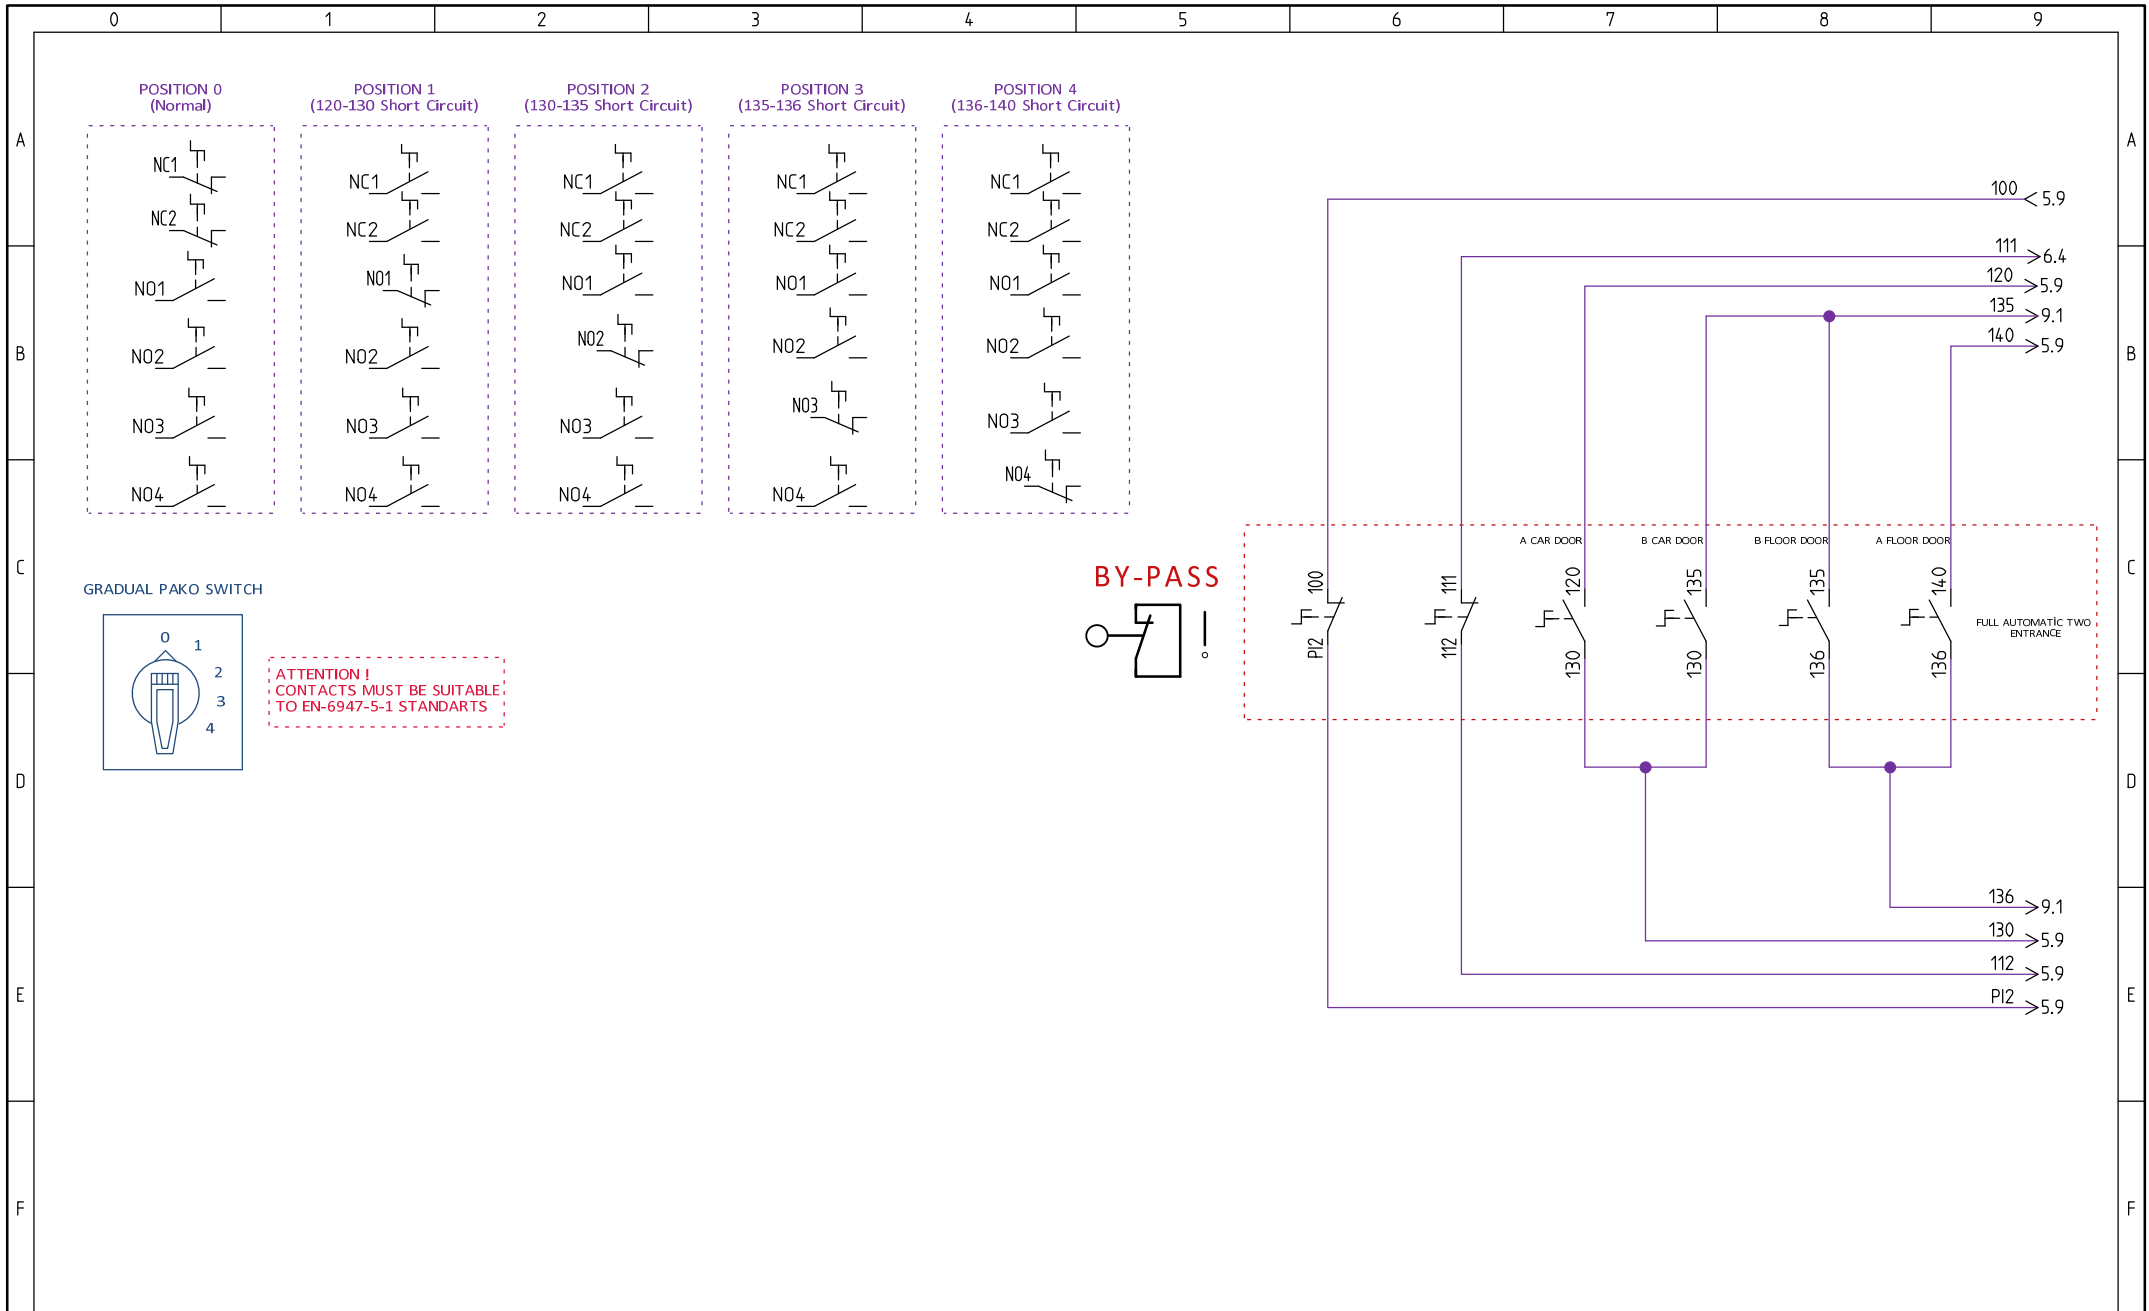 0 1 2 3 4 5 6 7 8 9
POSITION 0
(Normal)
POSITION 1
(120-130 Short Circuit)
POSITION 2
(130-135 Short Circuit)
POSITION 3
(135-136 Short Circuit)
POSITION 4
(136-140 Short Circuit)
A A
NC1 NC1 NC1 NC1 NC1
NC2 NC2 NC2 NC2 NC2
NO1 NO1 NO1 NO1 NO1
B B
NO2 NO2 NO2 NO2 NO2
NO3 NO3 NO3 NO3 NO3
NO4 NO4 NO4 NO4 NO4
100 5.9
111 6.4
120 5.9
135 9.1
140 5.9
C C
A CAR DOOR B CAR DOOR B FLOOR DOOR A FLOOR DOOR
BY-PASS
!
100 111 120 135 135 140
PI2 112 130 130 136 136
FULL AUTOMATİC TWO
ENTRANCE
GRADUAL PAKO SWITCH
0
1
2
3
4
ATTENTION !
CONTACTS MUST BE SUITABLE
TO EN-6947-5-1 STANDARTS
D D
136 9.1
130 5.9
112 5.9
PI2 5.9
E E
F F